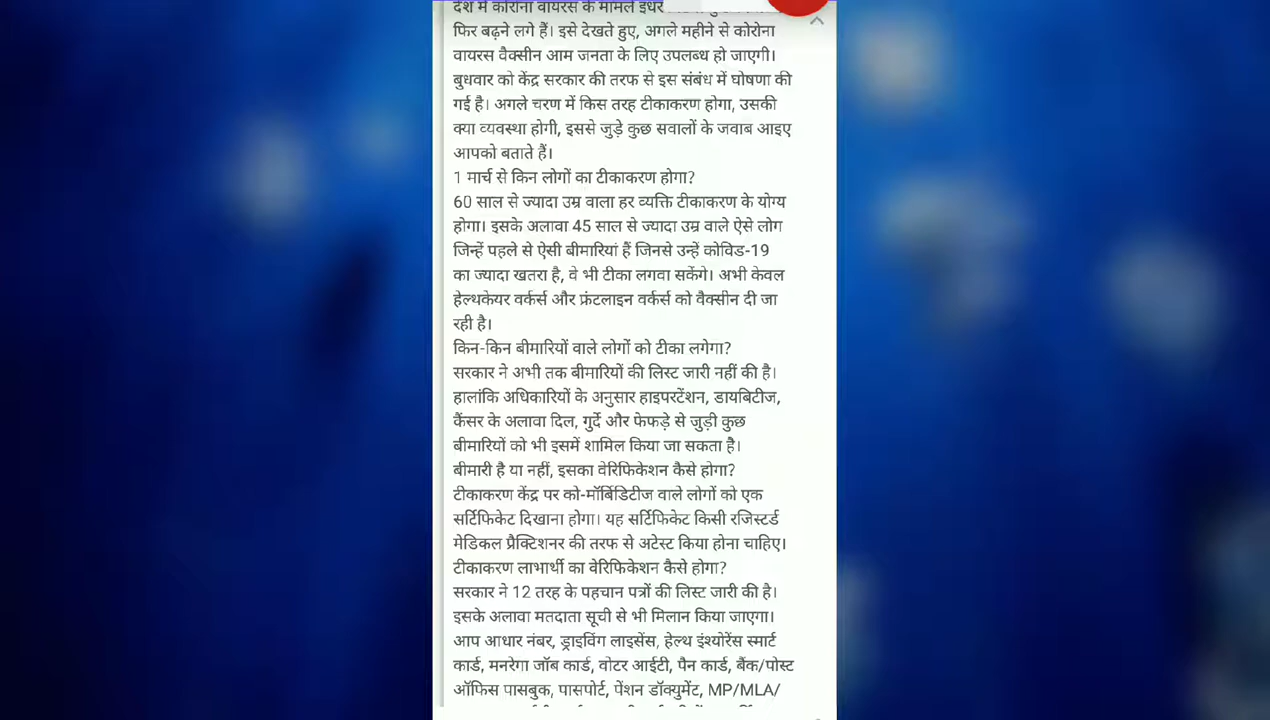 देश में कोरोना वायरस के मामले इधर
फिर बढ़ने लगे हैं। इसे देखते हुए, अगले महीने से कोरोना
वायरस वैक्सीन आम जनता के लिए उपलब्ध हो जाएगी।
बुधवार को केंद्र सरकार की तरफ से इस संबंध में घोषणा की
गई है। अगले चरण में किस तरह टीकाकरण होगा, उसकी
क्या व्यवस्था होगी, इससे जुड़े कुछ सवालों के जवाब आइए
आपको बताते हैं।
1 मार्च से किन लोगों का टीकाकरण होगा?
60 साल से ज्यादा उम्र वाला हर व्यक्ति टीकाकरण के योग्य
होगा। इसके अलावा 45 साल से ज्यादा उम्र वाले ऐसे लोग
जिन्हें पहले से ऐसी बीमारियां हैं जिनसे उन्हें कोविड-19
का ज्यादा खतरा है, वे भी टीका लगवा सकेंगे। अभी केवल
हेल्थकेयर वर्कर्स और फ्रंटलाइन वर्कर्स को वैक्सीन दी जा
रही है।
किन-किन बीमारियों वाले लोगों को टीका लगेगा?
सरकार ने अभी तक बीमारियों की लिस्ट जारी नहीं की है।
हालांकि अधिकारियों के अनुसार हाइपरटेंशन, डायबिटीज,
कैंसर के अलावा दिल, गुर्दे और फेफड़े से जुड़ी कुछ
बीमारियों को भी इसमें शामिल किया जा सकता है।
बीमारी है या नहीं, इसका वेरिफिकेशन कैसे होगा?
टीकाकरण केंद्र पर को-मॉर्बिडिटीज वाले लोगों को एक
सर्टिफिकेट दिखाना होगा। यह सर्टिफिकेट किसी रजिस्टर्ड
मेडिकल प्रैक्टिशनर की तरफ से अटेस्ट किया होना चाहिए।
टीकाकरण लाभार्थी का वेरिफिकेशन कैसे होगा?
सरकार ने 12 तरह के पहचान पत्रों की लिस्ट जारी की है।
इसके अलावा मतदाता सूची से भी मिलान किया जाएगा।
आप आधार नंबर, ड्राइविंग लाइसेंस, हेल्थ इंश्योरेंस स्मार्ट
कार्ड, मनरेगा जॉब कार्ड, वोटर आईटी, पैन कार्ड, बैंक/पोस्ट
ऑफिस पासबुक, पासपोर्ट, पेंशन डॉक्युमेंट, MP/MLA/